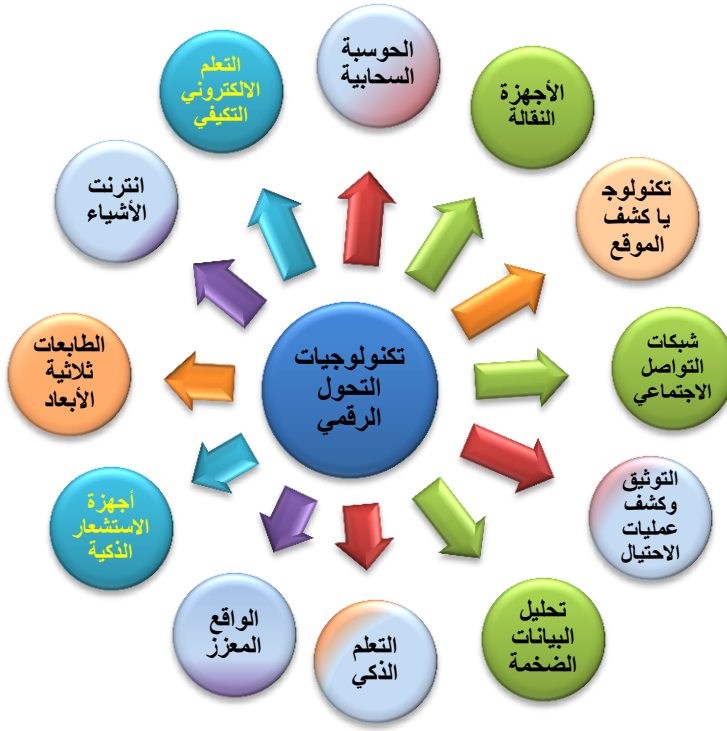 تكنولوجيات
التحول
الرقمي
الحوسبة
السحابية
الأجهزة
النقالة
تكنولوج
يا كشف
الموقع
شبكات
التواصل
الاجتماعي
التوثيق
وكشف
عمليات
الاحتيال
تحليل
البيانات
الضخمة
التعلم
الذكي
الواقع
المعزز
أجهزة
الاستشعار
الذكية
الطابعات
ثلاثية
الأبعاد
انترنت
الأشياء
التعلم
الالكتروني
التكيفي